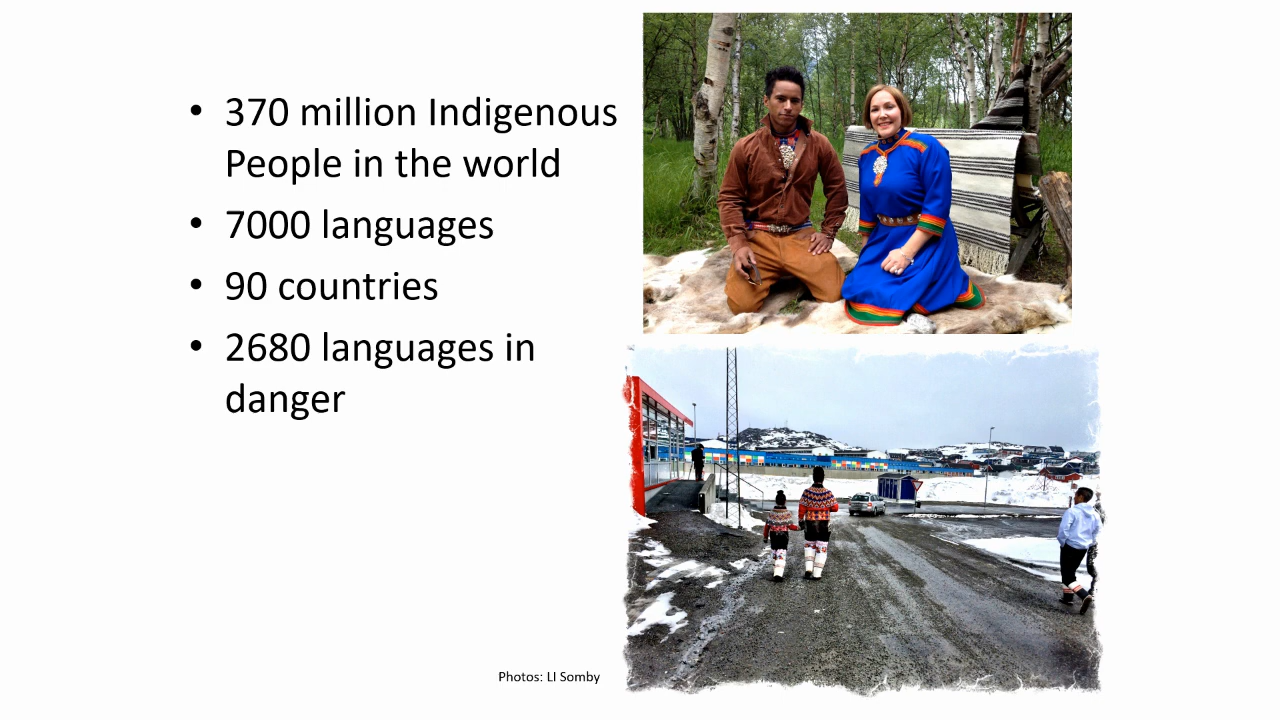 • 370 million Indigenous
People in the world
• 7000 languages
• 90 countries
• 2680 languages in
danger
Photos: LI Somby